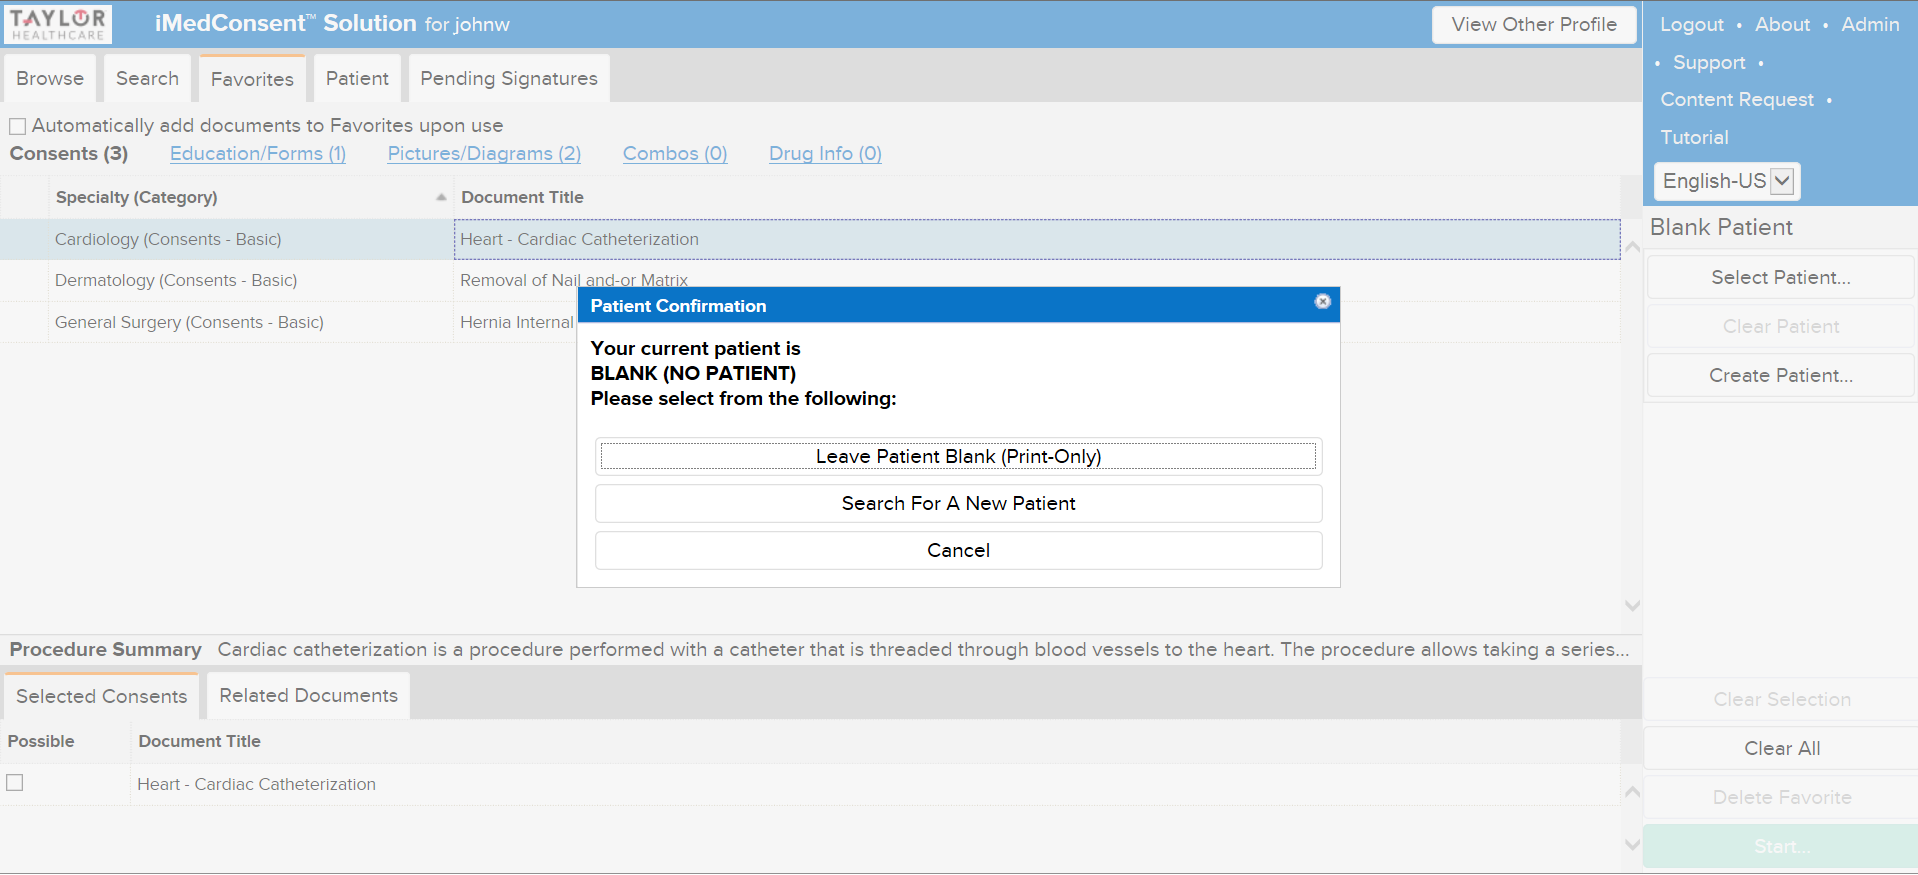 TAYLOR
HEALTHCARE
iMedConsent™ Solution for johnw
View Other Profile
Logout • About • Admin
• Support •
Content Request •
Tutorial
English-US
Browse
Search
Favorites
Patient
Pending Signatures
Automatically add documents to Favorites upon use
Consents (3)
Education/Forms (1)
Pictures/Diagrams (2)
Combos (0)
Drug Info (0)
Specialty (Category)
Document Title
Cardiology (Consents - Basic)
Heart - Cardiac Catheterization
Dermatology (Consents - Basic)
Removal of Nail and-or Matrix
General Surgery (Consents - Basic)
Hernia Internal
Patient Confirmation
Your current patient is
BLANK (NO PATIENT)
Please select from the following:
Leave Patient Blank (Print-Only)
Search For A New Patient
Cancel
Blank Patient
Select Patient...
Clear Patient
Create Patient...
Procedure Summary Cardiac catheterization is a procedure performed with a catheter that is threaded through blood vessels to the heart. The procedure allows taking a series...
Selected Consents
Related Documents
Possible
Document Title
Heart - Cardiac Catheterization
Clear Selection
Clear All
Delete Favorite
Start...